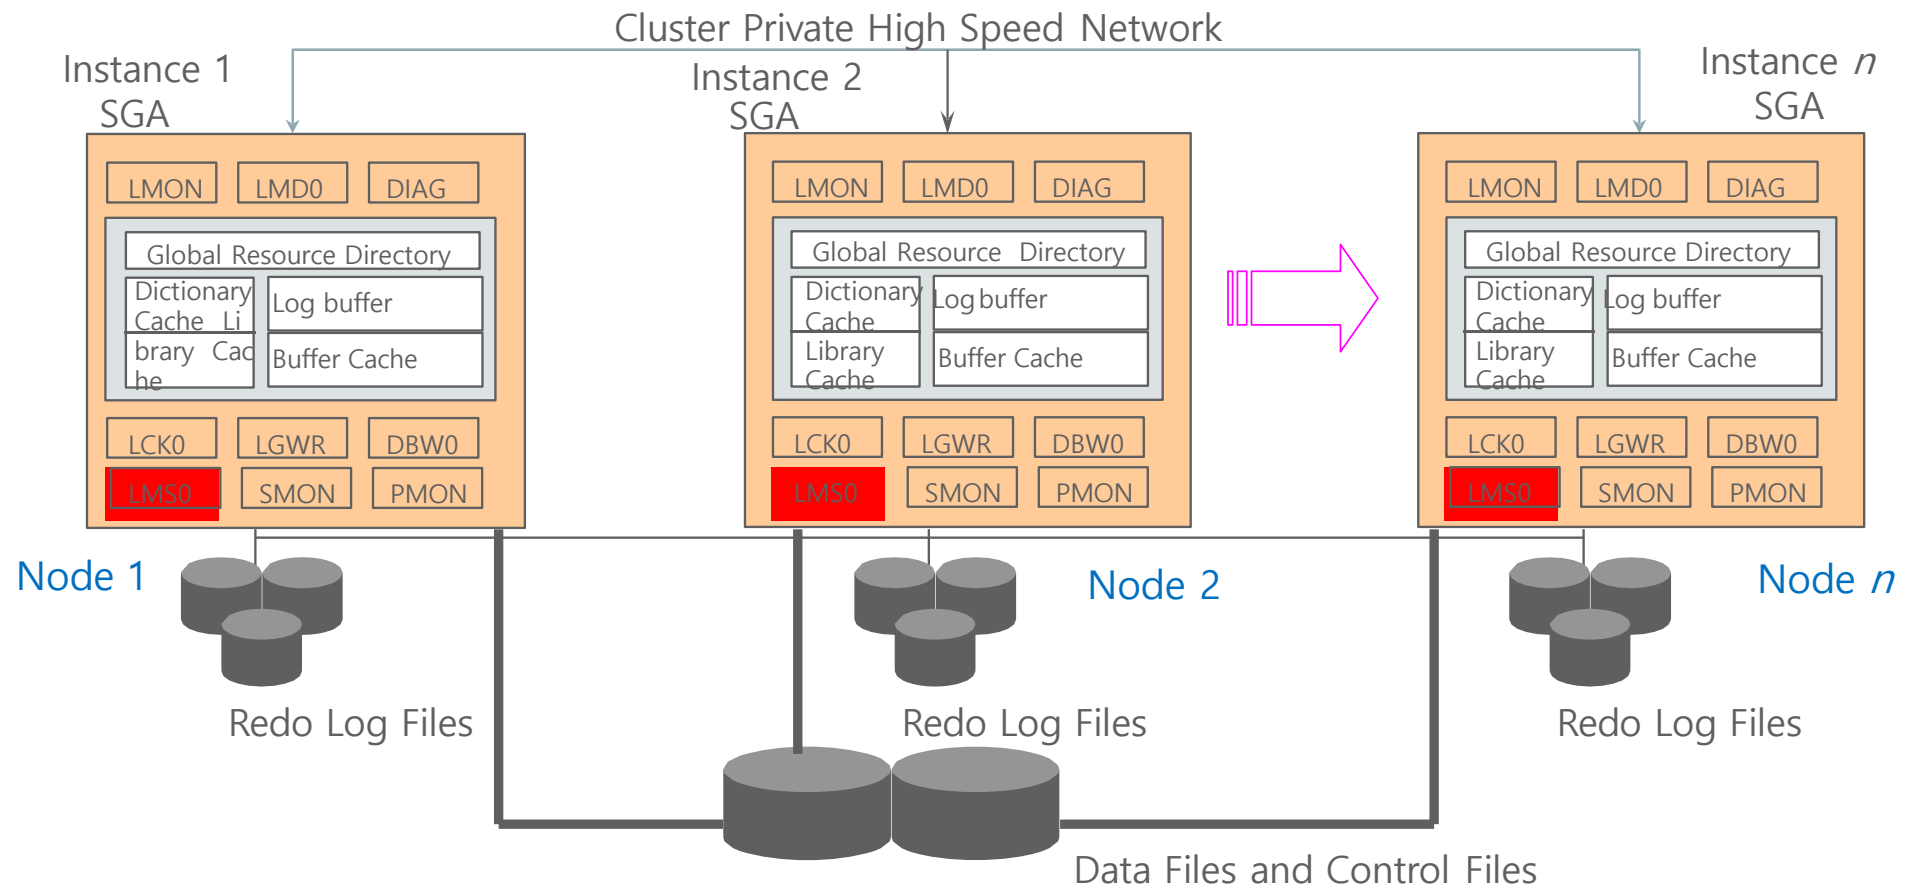 Cluster Private High Speed Network
Instance 1
SGA
Instance 2
SGA
Instance n
SGA
LMON LMD0 DIAG
Global Resource Directory
Dictionary
Cache Li
brary Cac
he
Log buffer
Buffer Cache
LCK0 LGWR DBW0
LMS0 SMON PMON
LMON LMD0 DIAG
Global Resource Directory
Dictionary
Cache
Library
Cache
Log buffer
Buffer Cache
LCK0 LGWR DBW0
LMS0 SMON PMON
LMON LMD0 DIAG
Global Resource Directory
Dictionary
Cache
Library
Cache
Log buffer
Buffer Cache
LCK0 LGWR DBW0
LMS0 SMON PMON
Node 1
Node 2
Node n
Redo Log Files
Redo Log Files
Redo Log Files
Data Files and Control Files